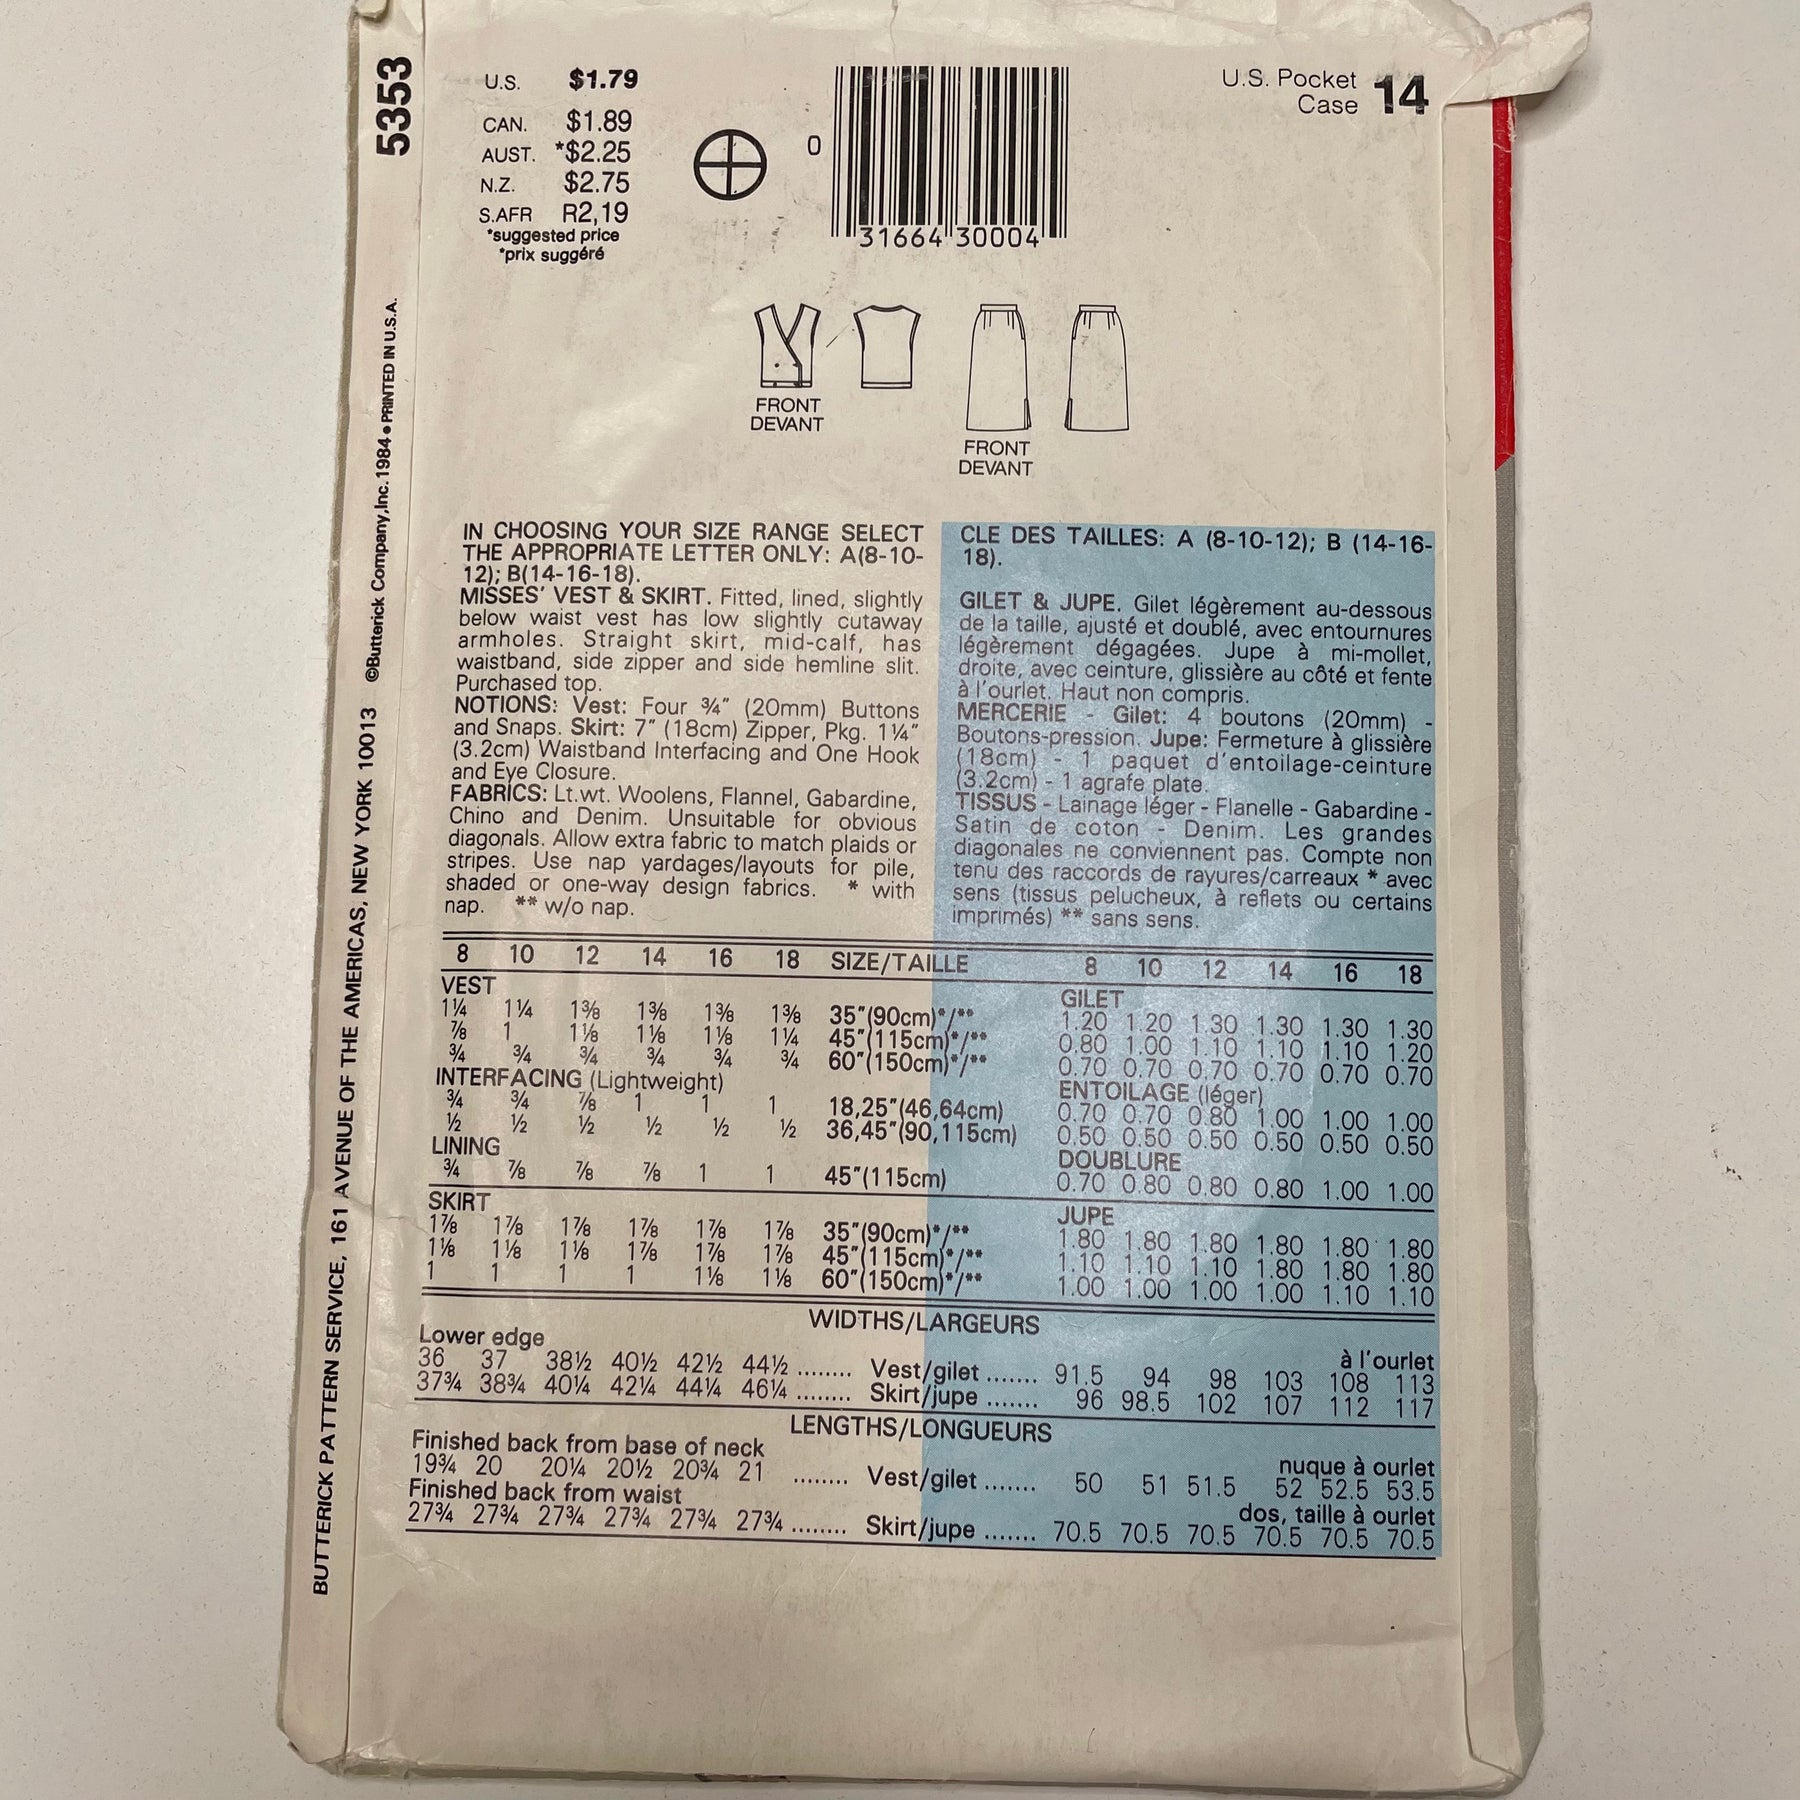 5353
©Butterick Company, Inc. 1984 ● PRINTED IN U.S.A.
BUTTERICK PATTERN SERVICE, 161 AVENUE OF THE AMERICAS, NEW YORK 10013
U.S. $1.79
CAN. $1.89
AUST. *$2.25
N.Z. $2.75
S.AFR R2,19
*suggested price
*prix suggéré
0 31664 30004
U.S. Pocket
Case 14
FRONT
DEVANT
FRONT
DEVANT
IN CHOOSING YOUR SIZE RANGE SELECT
THE APPROPRIATE LETTER ONLY: A(8-10-
12); B(14-16-18).
MISSES' VEST & SKIRT. Fitted, lined, slightly
below waist vest has low slightly cutaway
armholes. Straight skirt, mid-calf, has
waistband, side zipper and side hemline slit.
Purchased top.
NOTIONS: Vest: Four ¾" (20mm) Buttons
and Snaps. Skirt: 7" (18cm) Zipper, Pkg. 1¼"
(3.2cm) Waistband Interfacing and One Hook
and Eye Closure.
FABRICS: Lt.wt. Woolens, Flannel, Gabardine,
Chino and Denim. Unsuitable for obvious
diagonals. Allow extra fabric to match plaids or
stripes. Use nap yardages/layouts for pile,
shaded or one-way design fabrics. * with
nap. ** w/o nap.
CLE DES TAILLES: A (8-10-12); B (14-16-
18).
GILET & JUPE. Gilet légèrement au-dessous
de la taille, ajusté et doublé, avec entournures
légèrement dégagées. Jupe à mi-mollet,
droite, avec ceinture, glissière au côté et fente
à l'ourlet. Haut non compris.
MERCERIE - Gilet: 4 boutons (20mm) -
Boutons-pression. Jupe: Fermeture à glissière
(18cm) - 1 paquet d'entoilage-ceinture
(3.2cm) - 1 agrafe plate.
TISSUS - Lainage léger - Flanelle - Gabardine -
Satin de coton - Denim. Les grandes
diagonales ne conviennent pas. Compte non
tenu des raccords de rayures/carreaux * avec
sens (tissus pelucheux, à reflets ou certains
imprimés) ** sans sens.
8 10 12 14 16 18 SIZE/TAILLE 8 10 12 14 16 18
VEST GILET
1¼ 1¼ 1⅜ 1⅜ 1⅜ 1⅜ 35"(90cm)*/** 1.20 1.20 1.30 1.30 1.30 1.30
⅞ 1 1⅛ 1⅛ 1⅛ 1¼ 45"(115cm)*/** 0.80 1.00 1.10 1.10 1.10 1.20
¾ ¾ ¾ ¾ ¾ ¾ 60"(150cm)*/** 0.70 0.70 0.70 0.70 0.70 0.70
INTERFACING (Lightweight) ENTOILAGE (léger)
¾ ¾ ⅞ 1 1 1 18,25"(46,64cm) 0.70 0.70 0.80 1.00 1.00 1.00
½ ½ ½ ½ ½ ½ 36,45"(90,115cm) 0.50 0.50 0.50 0.50 0.50 0.50
LINING DOUBLURE
¾ ⅞ ⅞ ⅞ 1 1 45"(115cm) 0.70 0.80 0.80 0.80 1.00 1.00
SKIRT JUPE
1⅞ 1⅞ 1⅞ 1⅞ 1⅞ 1⅞ 35"(90cm)*/** 1.80 1.80 1.80 1.80 1.80 1.80
1⅛ 1⅛ 1⅛ 1⅞ 1⅞ 1⅞ 45"(115cm)*/** 1.10 1.10 1.10 1.80 1.80 1.80
1 1 1 1 1⅛ 1⅛ 60"(150cm)*/** 1.00 1.00 1.00 1.00 1.10 1.10
WIDTHS/LARGEURS
Lower edge à l'ourlet
36 37 38½ 40½ 42½ 44½ ........ Vest/gilet ....... 91.5 94 98 103 108 113
37¾ 38¾ 40¼ 42¼ 44¼ 46¼ ........ Skirt/jupe ....... 96 98.5 102 107 112 117
LENGTHS/LONGUEURS
Finished back from base of neck nuque à ourlet
19¾ 20 20¼ 20½ 20¾ 21 ........ Vest/gilet ....... 50 51 51.5 52 52.5 53.5
Finished back from waist dos, taille à ourlet
27¾ 27¾ 27¾ 27¾ 27¾ 27¾ ........ Skirt/jupe ....... 70.5 70.5 70.5 70.5 70.5 70.5